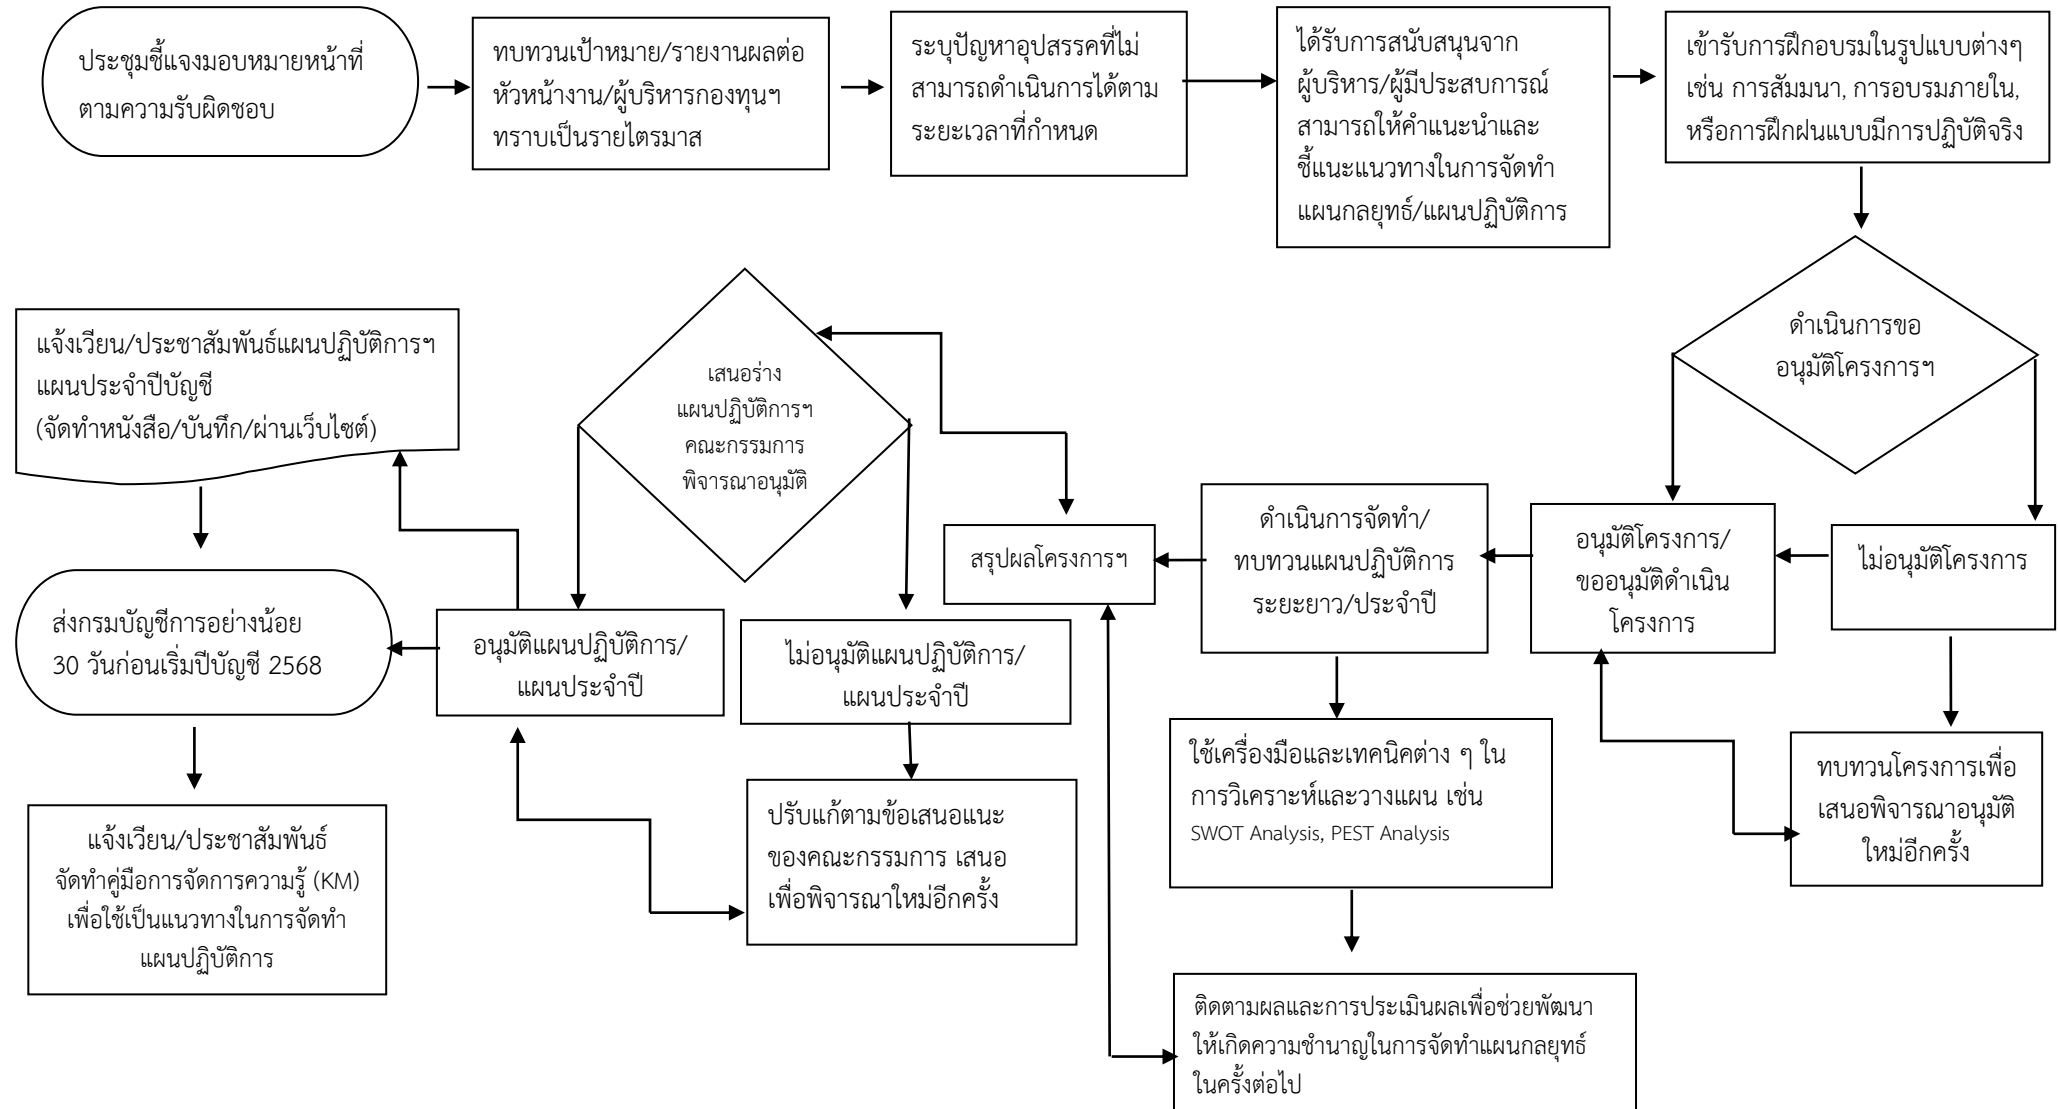 ประชุมชี้แจงมอบหมายหน้าที่
ตามความรับผิดชอบ
ทบทวนเป้าหมาย/รายงานผลต่อ
หัวหน้างาน/ผู้บริหารกองทุนฯ
ทราบเป็นรายไตรมาส
ระบุปัญหาอุปสรรคที่ไม่
สามารถดำเนินการได้ตาม
ระยะเวลาที่กำหนด
ได้รับการสนับสนุนจาก
ผู้บริหาร/ผู้มีประสบการณ์
สามารถให้คำแนะนำและ
ชี้แนะแนวทางในการจัดทำ
แผนกลยุทธ์/แผนปฏิบัติการ
เข้ารับการฝึกอบรมในรูปแบบต่างๆ
เช่น การสัมมนา, การอบรมภายใน,
หรือการฝึกฝนแบบมีการปฏิบัติจริง
ดำเนินการขอ
อนุมัติโครงการฯ
ไม่อนุมัติโครงการ
ทบทวนโครงการเพื่อ
เสนอพิจารณาอนุมัติ
ใหม่อีกครั้ง
อนุมัติโครงการ/
ขออนุมัติดำเนิน
โครงการ
ดำเนินการจัดทำ/
ทบทวนแผนปฏิบัติการ
ระยะยาว/ประจำปี
ใช้เครื่องมือและเทคนิคต่าง ๆ ใน
การวิเคราะห์และวางแผน เช่น
SWOT Analysis, PEST Analysis
ติดตามผลและการประเมินผลเพื่อช่วยพัฒนา
ให้เกิดความชำนาญในการจัดทำแผนกลยุทธ์
ในครั้งต่อไป
สรุปผลโครงการฯ
เสนอร่าง
แผนปฏิบัติการฯ
คณะกรรมการ
พิจารณาอนุมัติ
ไม่อนุมัติแผนปฏิบัติการ/
แผนประจำปี
ปรับแก้ตามข้อเสนอแนะ
ของคณะกรรมการ เสนอ
เพื่อพิจารณาใหม่อีกครั้ง
อนุมัติแผนปฏิบัติการ/
แผนประจำปี
แจ้งเวียน/ประชาสัมพันธ์แผนปฏิบัติการฯ
แผนประจำปีบัญชี
(จัดทำหนังสือ/บันทึก/ผ่านเว็บไซต์)
ส่งกรมบัญชีการอย่างน้อย
30 วันก่อนเริ่มปีบัญชี 2568
แจ้งเวียน/ประชาสัมพันธ์
จัดทำคู่มือการจัดการความรู้ (KM)
เพื่อใช้เป็นแนวทางในการจัดทำ
แผนปฏิบัติการ